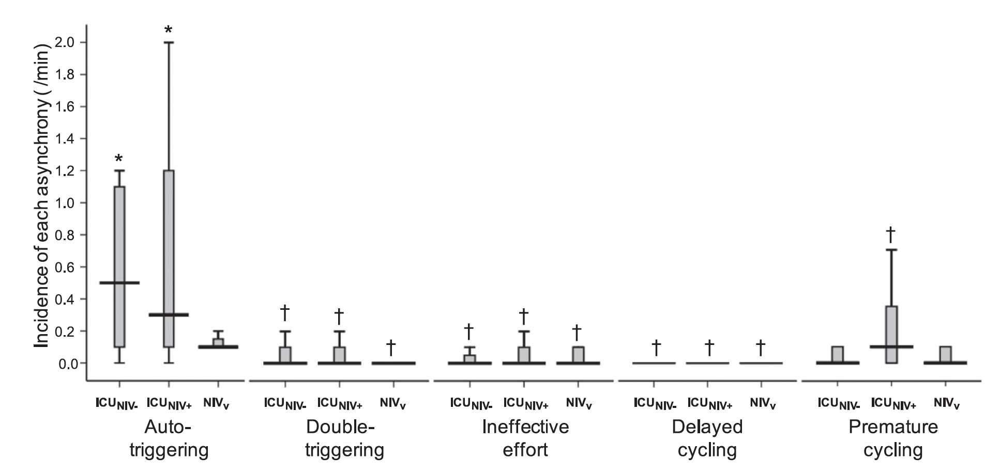 Incidence of each asynchrony ( /min)
2.0
1.8
1.6
1.4
1.2
1.0
0.8
0.6
0.4
0.2
0.0
*
*
†
†
†
†
†
†
†
†
†
†
ICUNIV- ICUNIV+ NIVv ICUNIV- ICUNIV+ NIVv ICUNIV- ICUNIV+ NIVv ICUNIV- ICUNIV+ NIVv ICUNIV- ICUNIV+ NIVv
Auto-
triggering
Double-
triggering
Ineffective
effort
Delayed
cycling
Premature
cycling